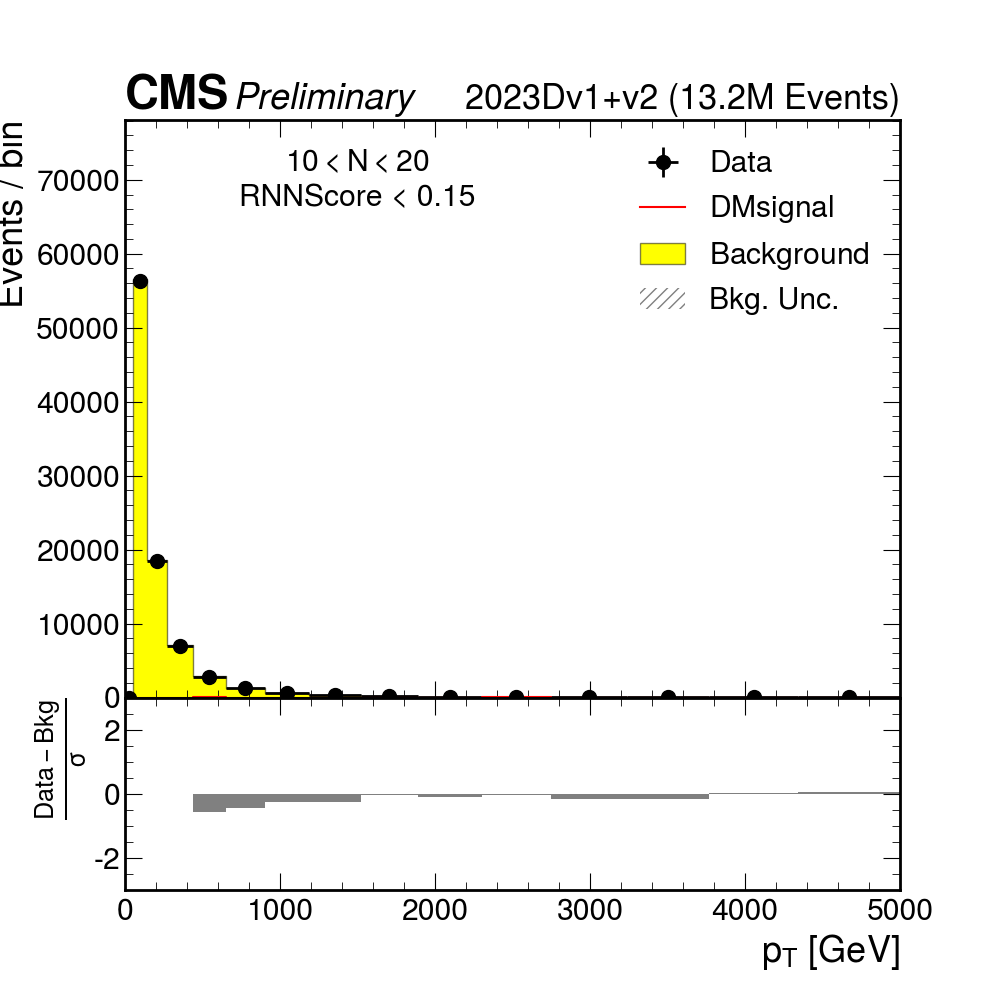 CMS Preliminary 2023Dv1+v2 (13.2M Events)
Events / bin
10 < N < 20
RNNScore < 0.15
Data
DMsignal
Background
Bkg. Unc.
70000
60000
50000
40000
30000
20000
10000
0
Data − Bkg
σ
2
0
-2
0 1000 2000 3000 4000 5000
pT [GeV]